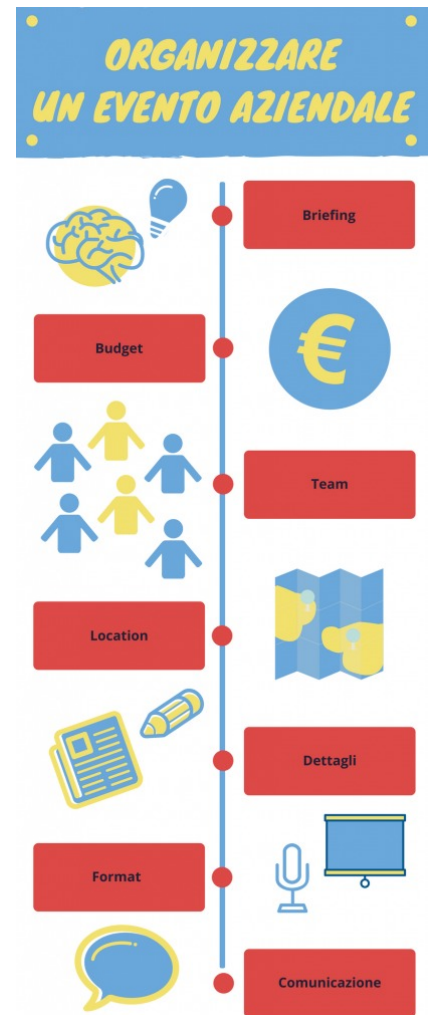 ORGANIZZARE
UN EVENTO AZIENDALE
Briefing
Budget
€
Team
Location
Dettagli
Format
Comunicazione